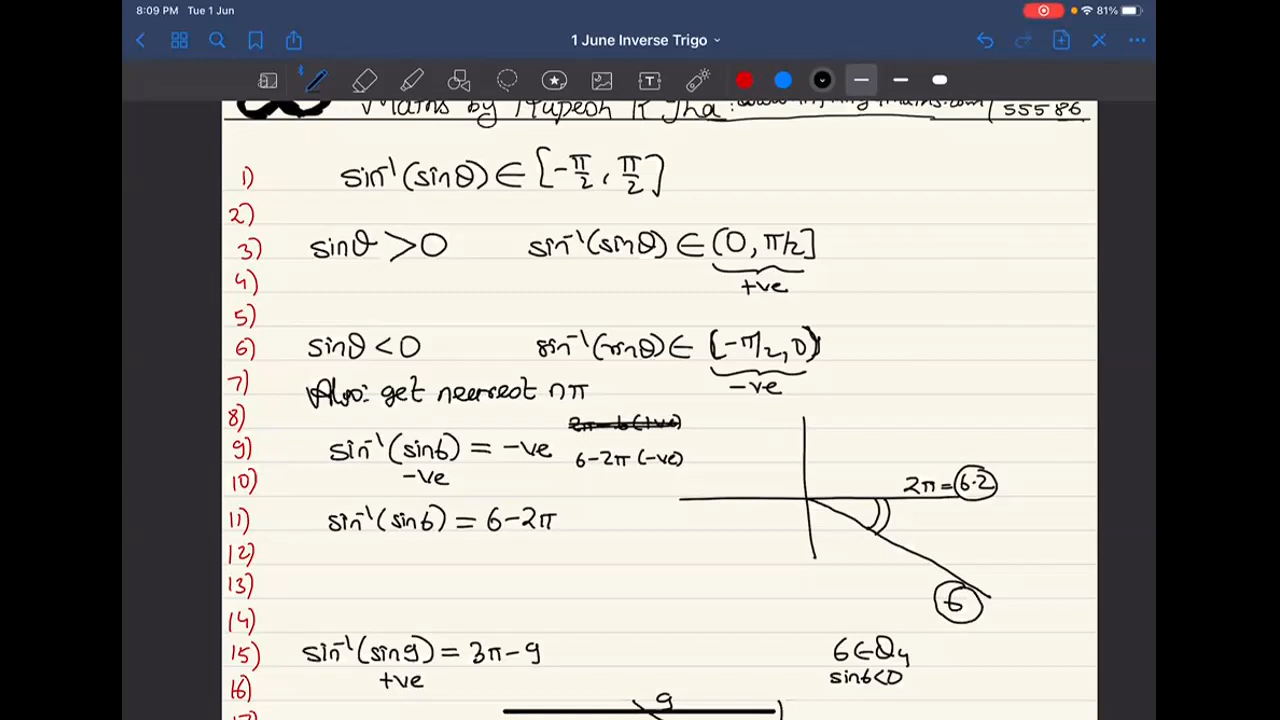 8:09 PM Tue 1 Jun 81%
1 June Inverse Trigo
Maths by Rupesh K Jha: 55586
1) sin⁻¹(sinθ) ∈ [-π/2, π/2]
2)
3) sinθ > 0 sin⁻¹(sinθ) ∈ (0, π/2]
4) +ve
5)
6) sinθ < 0 sin⁻¹(sinθ) ∈ [-π/2, 0)
7) Also: get nearest nπ -ve
8)
9) sin⁻¹(sin6) = -ve 6-2π (-ve)
10) -ve 2π = 6.2
11) sin⁻¹(sin6) = 6-2π
12)
13)
6
14)
15) sin⁻¹(sin9) = 3π-9 6∈Q4
+ve sin6<0
16)
9